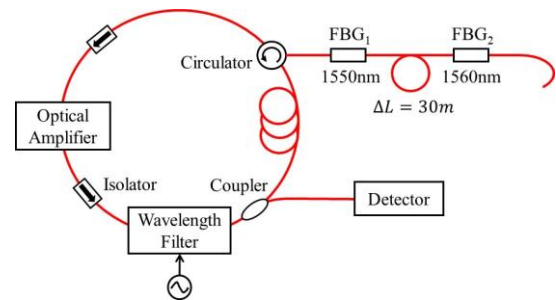 FBG₁
FBG₂
Circulator
1550nm
1560nm
ΔL = 30m
Optical
Amplifier
Isolator
Coupler
Wavelength
Filter
Detector